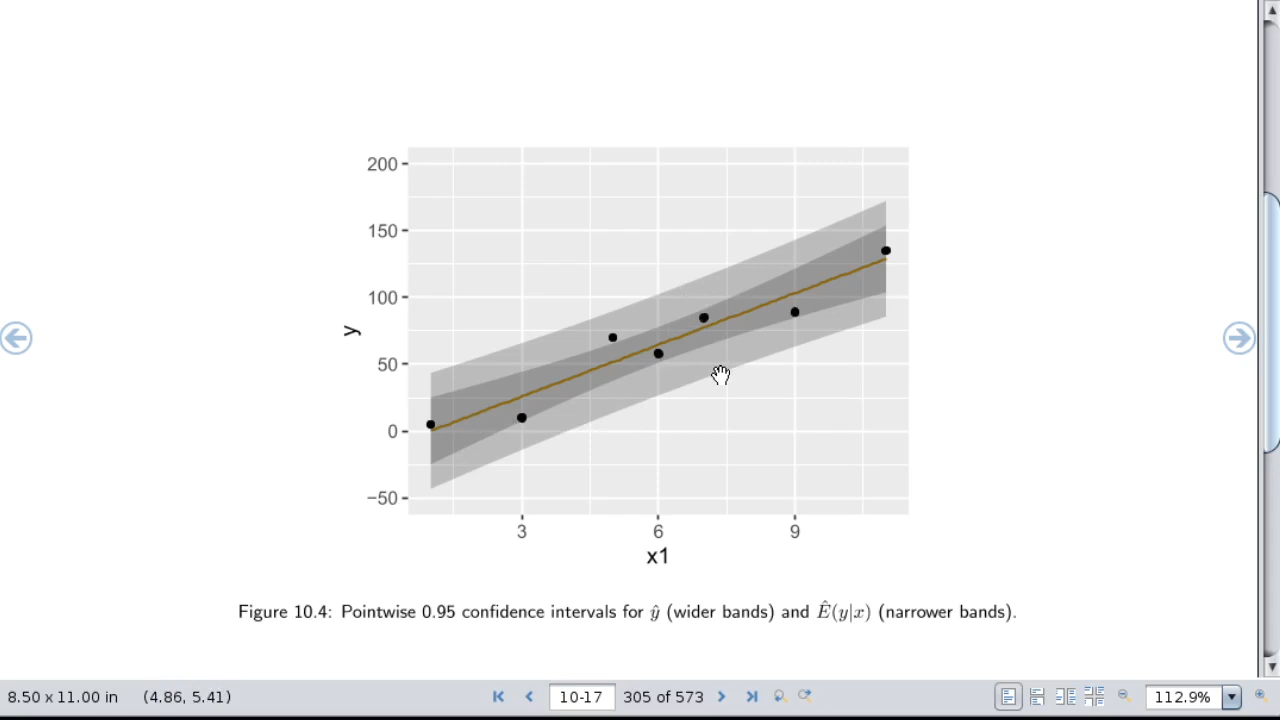 200
150
100
50
0
−50
y
3 6 9
x1
Figure 10.4: Pointwise 0.95 confidence intervals for ŷ (wider bands) and Ê(y|x) (narrower bands).
8.50 x 11.00 in (4.86, 5.41) 10-17 305 of 573 112.9%